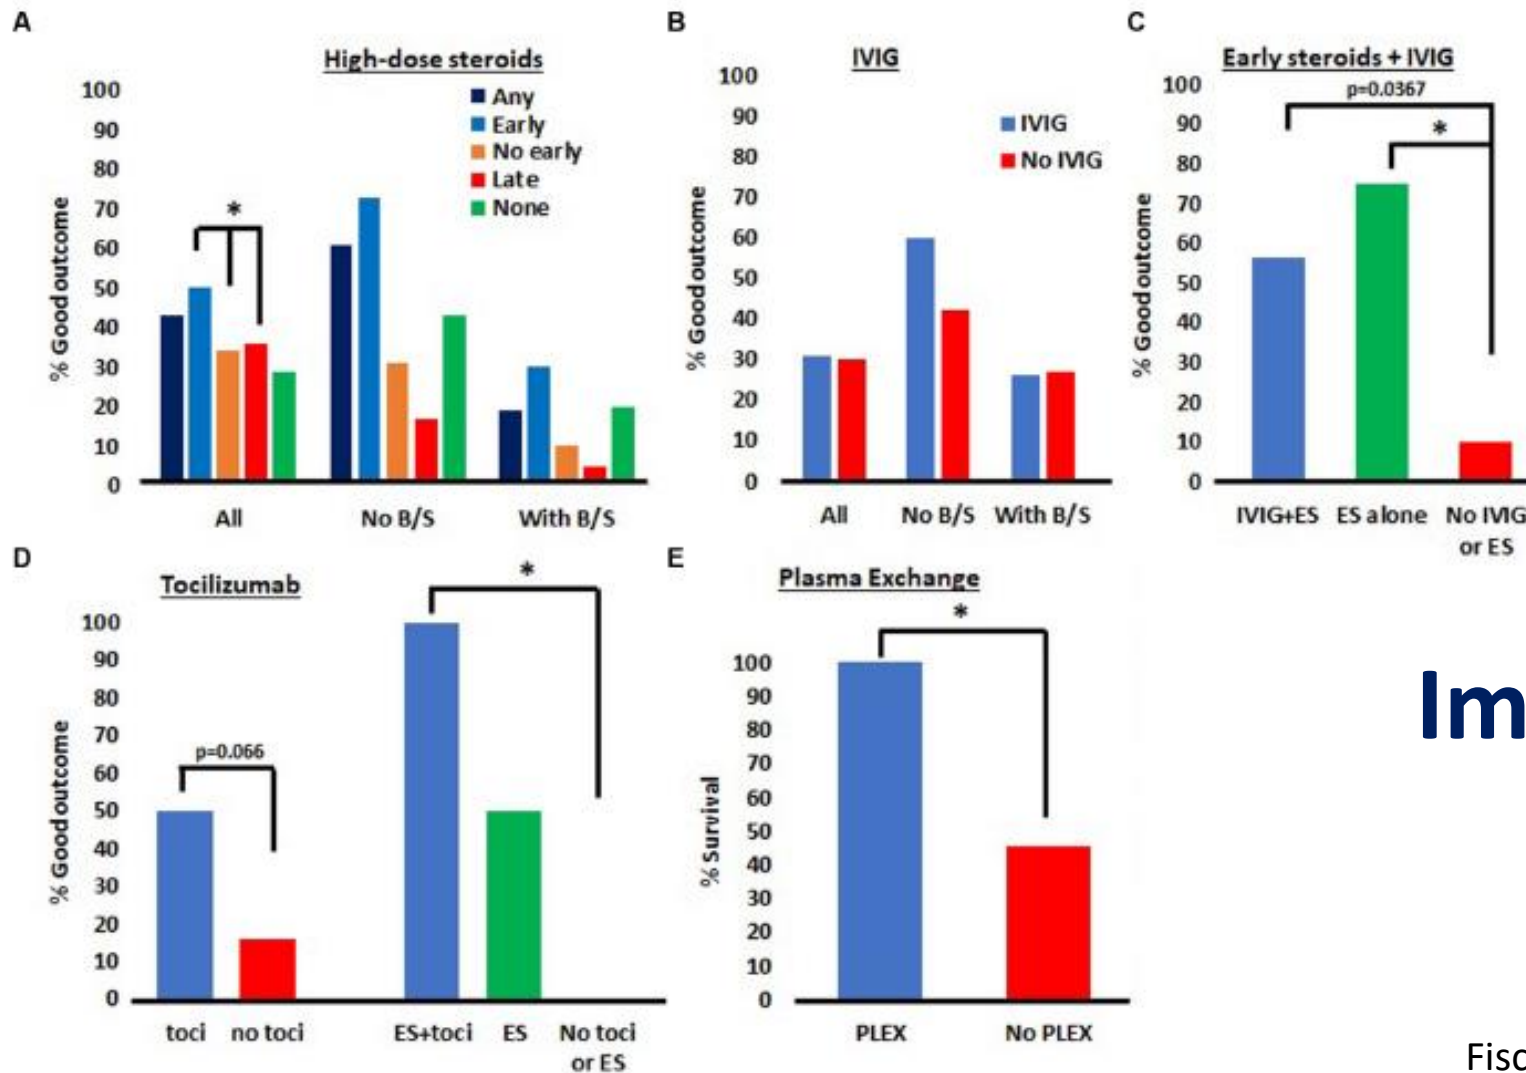 A
High-dose steroids
Any
Early
No early
Late
None
% Good outcome
100
90
80
70
60
50
40
30
20
10
0
*
All
No B/S
With B/S
B
IVIG
IVIG
No IVIG
% Good outcome
100
90
80
70
60
50
40
30
20
10
0
All
No B/S
With B/S
C
Early steroids + IVIG
p=0.0367
*
% Good outcome
100
90
80
70
60
50
40
30
20
10
0
IVIG+ES
ES alone
No IVIG
or ES
D
Tocilizumab
*
p=0.066
% Good outcome
100
90
80
70
60
50
40
30
20
10
0
toci
no toci
ES+toci
ES
No toci
or ES
E
Plasma Exchange
*
% Survival
100
90
80
70
60
50
40
30
20
10
0
PLEX
No PLEX
Im
Fisc